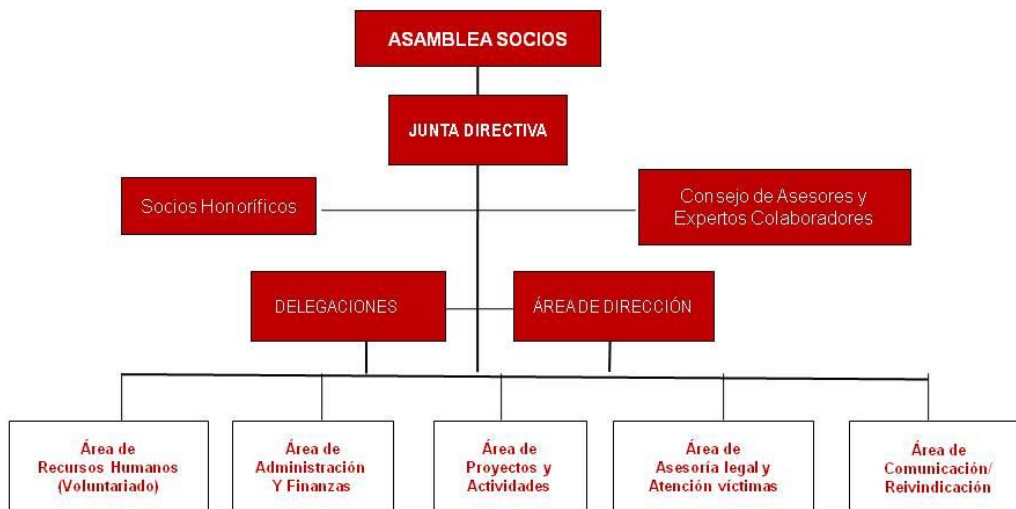 ASAMBLEA SOCIOS
JUNTA DIRECTIVA
Socios Honoríficos
Consejo de Asesores y
Expertos Colaboradores
DELEGACIONES
ÁREA DE DIRECCIÓN
Área de
Recursos Humanos
(Voluntariado)
Área de
Administración
Y Finanzas
Área de
Proyectos y
Actividades
Área de
Asesoría legal y
Atención víctimas
Área de
Comunicación/
Reivindicación